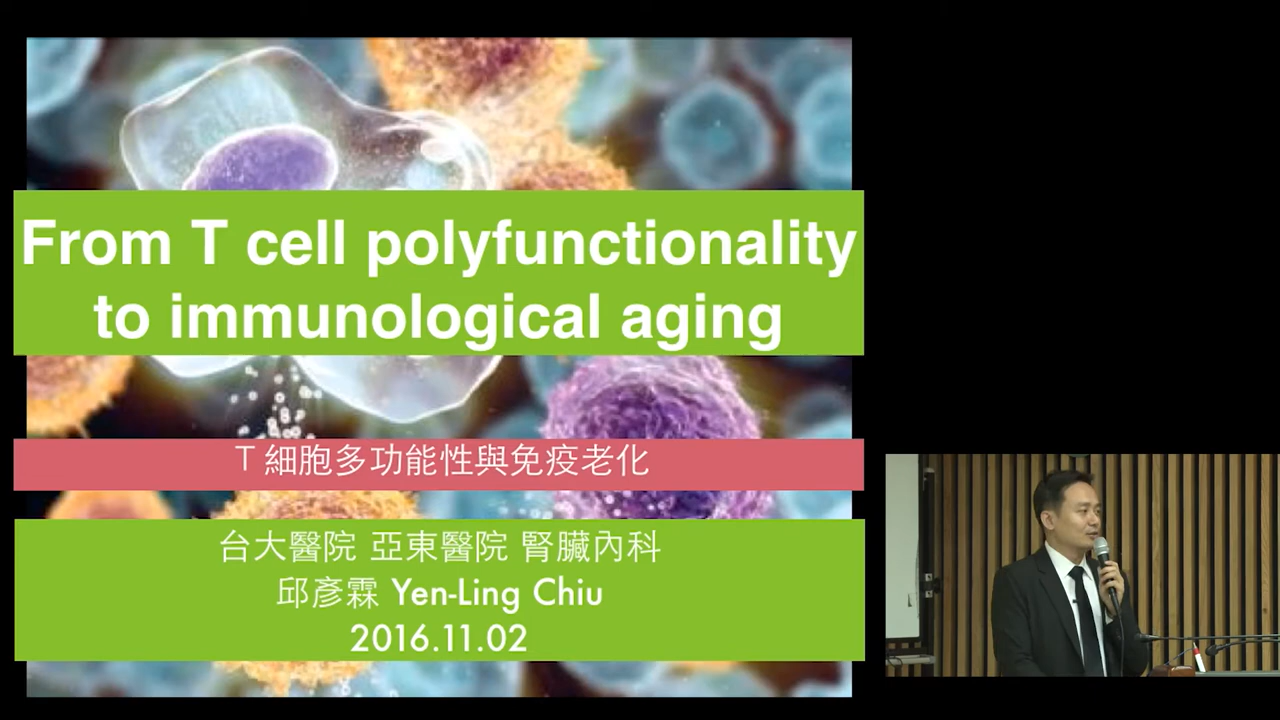 From T cell polyfunctionality
to immunological aging
T 細胞多功能性與免疫老化
台大醫院 亞東醫院 腎臟內科
邱彥霖 Yen-Ling Chiu
2016.11.02